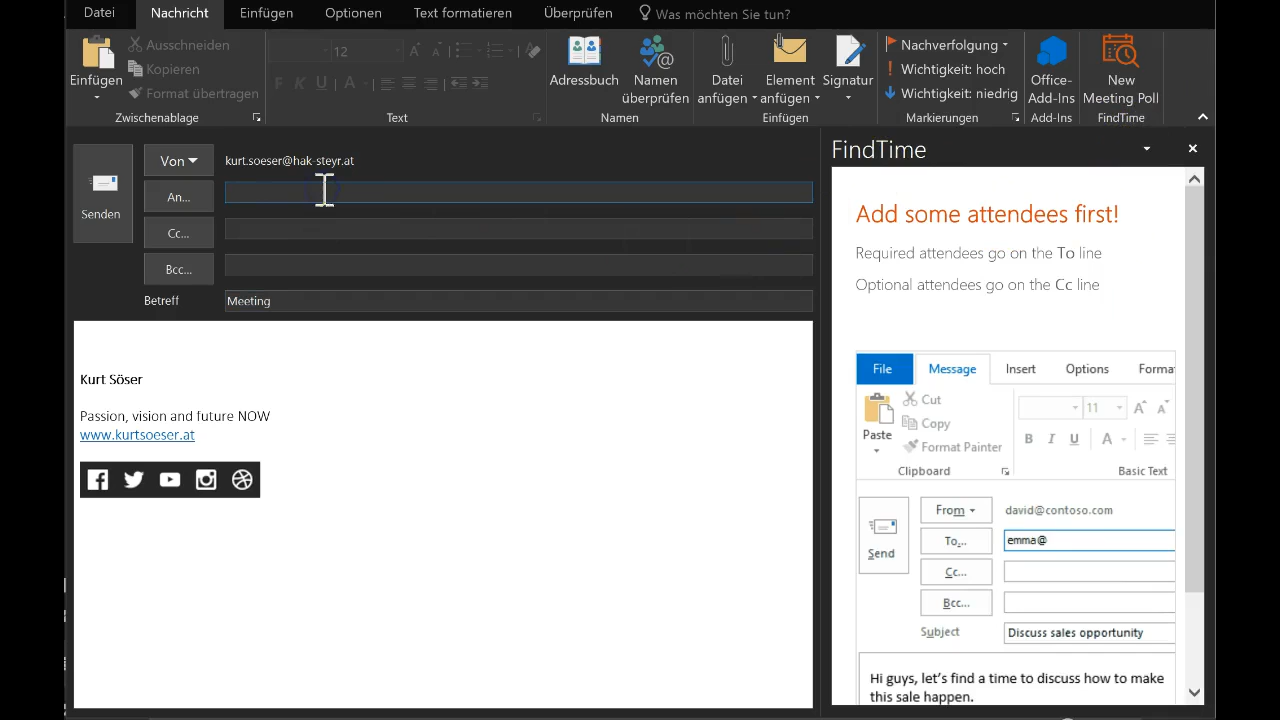 Datei Nachricht Einfügen Optionen Text formatieren Überprüfen Was möchten Sie tun?
Einfügen
Ausschneiden
Kopieren
Format übertragen
Zwischenablage
12
F K U A
Text
Adressbuch
Namen überprüfen
Namen
Datei anfügen
Element anfügen
Signatur
Einfügen
Nachverfolgung
Wichtigkeit: hoch
Wichtigkeit: niedrig
Markierungen
Office-Add-Ins
Add-Ins
New Meeting Poll
FindTime
Senden
Von kurt.soeser@hak-steyr.at
An...
Cc...
Bcc...
Betreff Meeting
Kurt Söser
Passion, vision and future NOW
www.kurtsoeser.at
FindTime
Add some attendees first!
Required attendees go on the To line
Optional attendees go on the Cc line
File Message Insert Options Forma
Paste
Cut
Copy
Format Painter
Clipboard
11
B I U A
Basic Text
Send
From david@contoso.com
To... emma@
Cc...
Bcc...
Subject Discuss sales opportunity
Hi guys, let's find a time to discuss how to make
this sale happen.